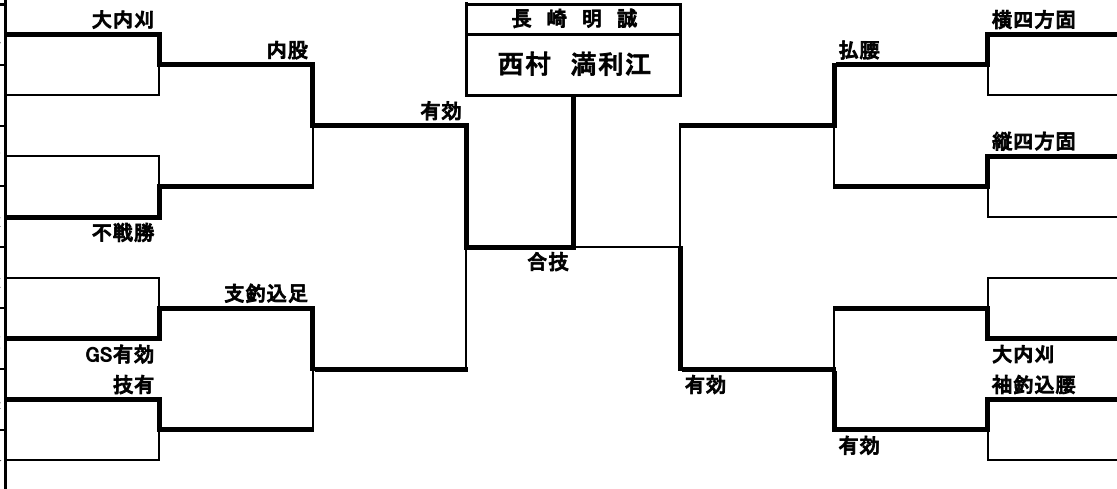 長崎明誠
西村 満利江
大内刈
内股
有効
不戦勝
支釣込足
GS有効
技有
合技
払腰
横四方固
縦四方固
大内刈
有効
袖釣込腰
有効